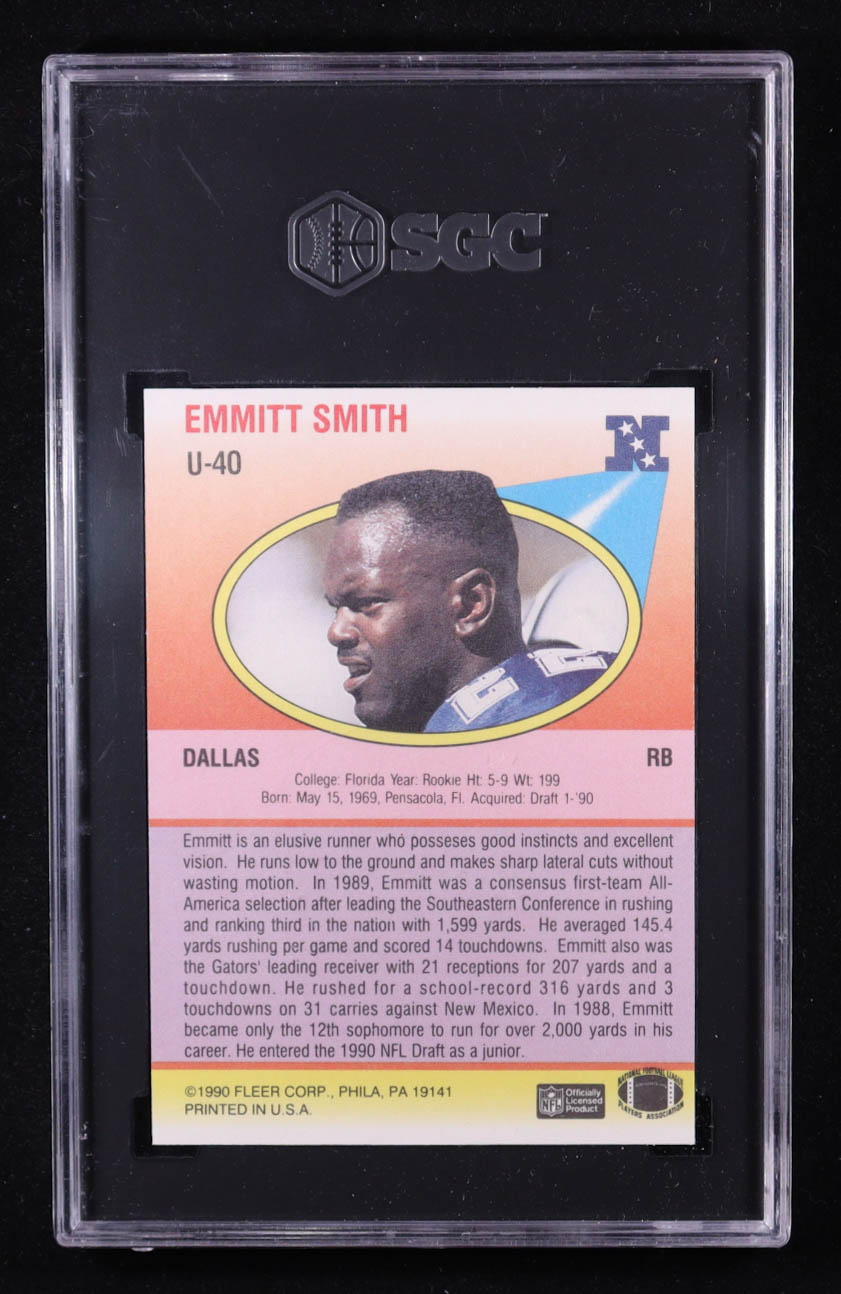 SGC
EMMITT SMITH
U-40
DALLAS
RB
College: Florida Year: Rookie Ht: 5-9 Wt: 199
Born: May 15, 1969, Pensacola, Fl. Acquired: Draft 1-'90
Emmitt is an elusive runner who posseses good instincts and excellent
vision. He runs low to the ground and makes sharp lateral cuts without
wasting motion. In 1989, Emmitt was a consensus first-team All-
America selection after leading the Southeastern Conference in rushing
and ranking third in the nation with 1,599 yards. He averaged 145.4
yards rushing per game and scored 14 touchdowns. Emmitt also was
the Gators' leading receiver with 21 receptions for 207 yards and a
touchdown. He rushed for a school-record 316 yards and 3
touchdowns on 31 carries against New Mexico. In 1988, Emmitt
became only the 12th sophomore to run for over 2,000 yards in his
career. He entered the 1990 NFL Draft as a junior.
©1990 FLEER CORP., PHILA, PA 19141
PRINTED IN U.S.A.
NFL
Officially
Licensed
Product
NATIONAL FOOTBALL LEAGUE
PLAYERS ASSOCIATION